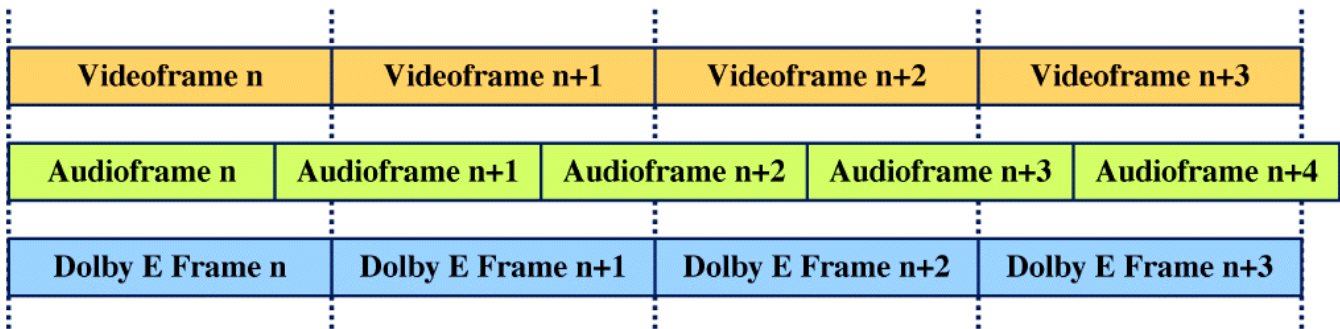 Videoframe n Videoframe n+1 Videoframe n+2 Videoframe n+3
Audioframe n Audioframe n+1 Audioframe n+2 Audioframe n+3 Audioframe n+4
Dolby E Frame n Dolby E Frame n+1 Dolby E Frame n+2 Dolby E Frame n+3